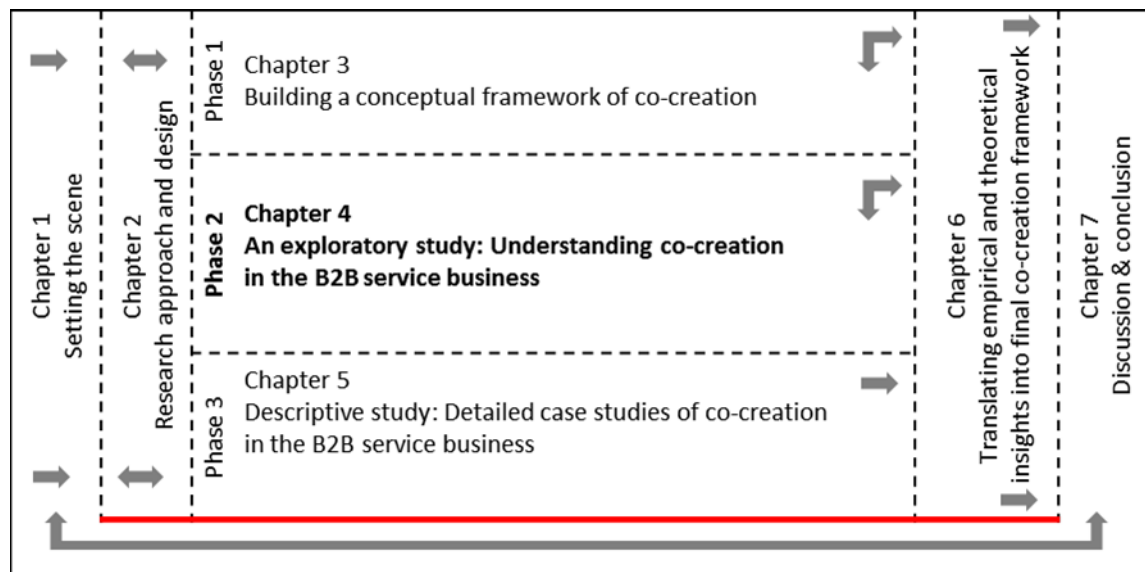 Chapter 1
Setting the scene
Chapter 2
Research approach and design
Phase 1
Chapter 3
Building a conceptual framework of co-creation
Phase 2
Chapter 4
An exploratory study: Understanding co-creation
in the B2B service business
Phase 3
Chapter 5
Descriptive study: Detailed case studies of co-creation
in the B2B service business
Chapter 6
Translating empirical and theoretical
insights into final co-creation framework
Chapter 7
Discussion & conclusion